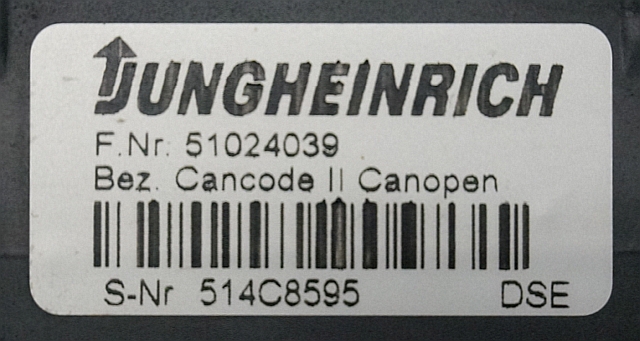 JUNGHEINRICH
F.Nr. 51024039
Bez. Cancode II Canopen
S-Nr 514C8595 DSE